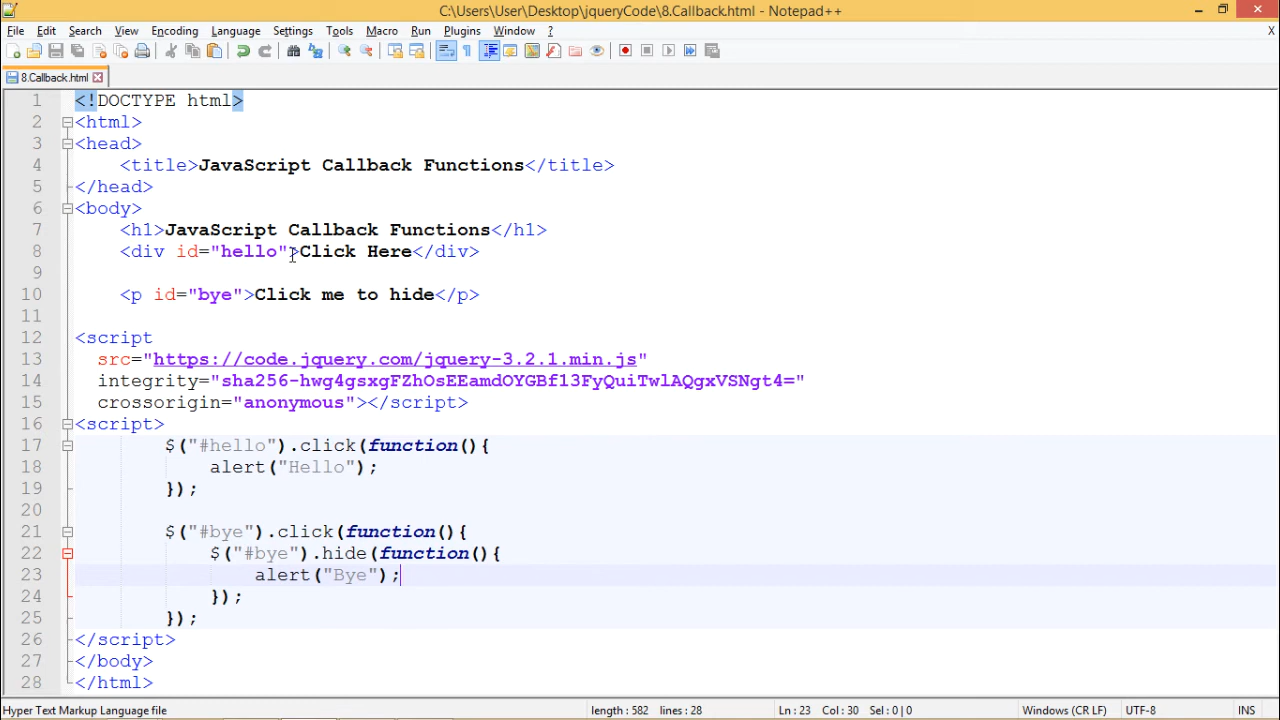 C:\Users\User\Desktop\jqueryCode\8.Callback.html - Notepad++
File Edit Search View Encoding Language Settings Tools Macro Run Plugins Window ? X
8.Callback.html
1 <!DOCTYPE html>
2 <html>
3 <head>
4 <title>JavaScript Callback Functions</title>
5 </head>
6 <body>
7 <h1>JavaScript Callback Functions</h1>
8 <div id="hello">Click Here</div>
9
10 <p id="bye">Click me to hide</p>
11
12 <script
13 src="https://code.jquery.com/jquery-3.2.1.min.js"
14 integrity="sha256-hwg4gsxgFZhOsEEamdOYGBf13FyQuiTwlAQgxVSNgt4="
15 crossorigin="anonymous"></script>
16 <script>
17 $("#hello").click(function(){
18 alert("Hello");
19 });
20
21 $("#bye").click(function(){
22 $("#bye").hide(function(){
23 alert("Bye");
24 });
25 });
26 </script>
27 </body>
28 </html>
Hyper Text Markup Language file length : 582 lines : 28 Ln : 23 Col : 30 Sel : 0 | 0 Windows (CR LF) UTF-8 INS